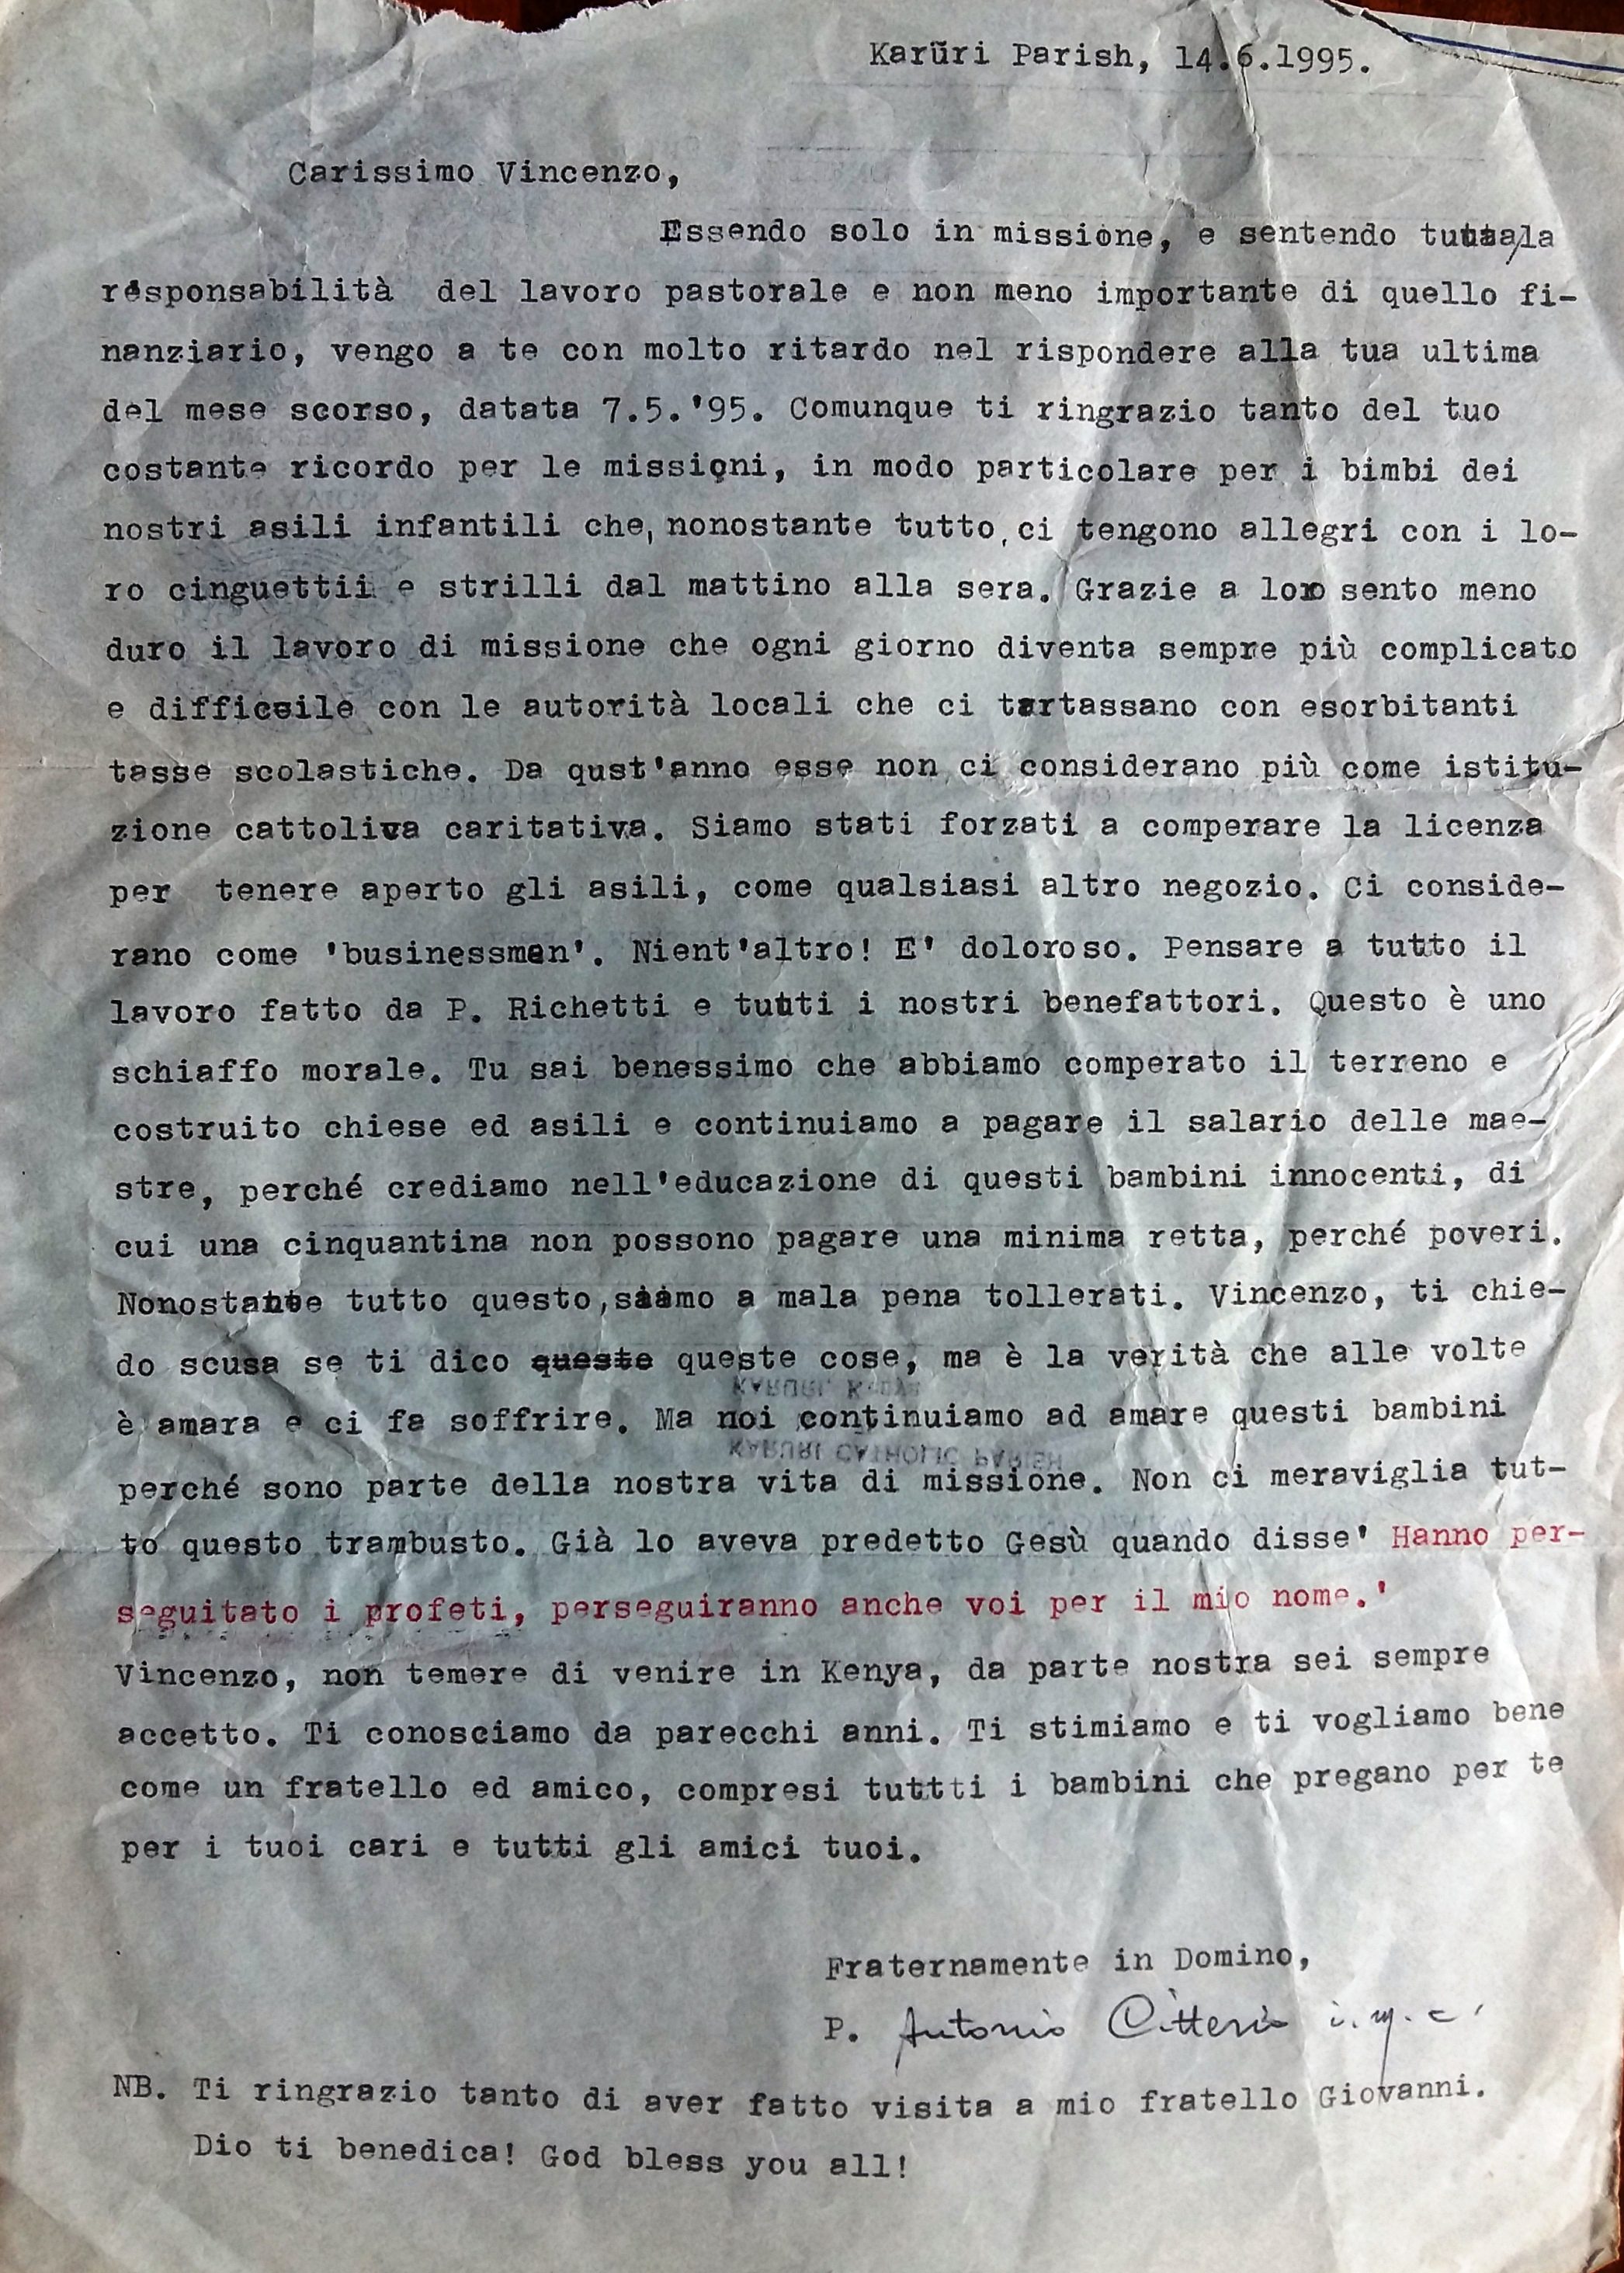 Karũri Parish, 14.6.1995.
Carissimo Vincenzo,
Essendo solo in missione, e sentendo tutta/la
résponsabilità del lavoro pastorale e non meno importante di quello fi-
nanziario, vengo a te con molto ritardo nel rispondere alla tua ultima
del mese scorso, datata 7.5.'95. Comunque ti ringrazio tanto del tuo
costante ricordo per le missioni, in modo particolare per i bimbi dei
nostri asili infantili che, nonostante tutto, ci tengono allegri con i lo-
ro cinguettii e strilli dal mattino alla sera. Grazie a loro sento meno
duro il lavoro di missione che ogni giorno diventa sempre più complicato
e difficile con le autorità locali che ci tartassano con esorbitanti
tasse scolastiche. Da qust'anno esse non ci considerano più come istitu-
zione cattoliva caritativa. Siamo stati forzati a comperare la licenza
per tenere aperto gli asili, come qualsiasi altro negozio. Ci conside-
rano come 'businessmen'. Nient'altro! E' doloroso. Pensare a tutto il
lavoro fatto da P. Richetti e tutti i nostri benefattori. Questo è uno
schiaffo morale. Tu sai benessimo che abbiamo comperato il terreno e
costruito chiese ed asili e continuiamo a pagare il salario delle mae-
stre, perché crediamo nell'educazione di questi bambini innocenti, di
cui una cinquantina non possono pagare una minima retta, perché poveri.
Nonostante tutto questo, siamo a mala pena tollerati. Vincenzo, ti chie-
do scusa se ti dico queste queste cose, ma è la verità che alle volte
è amara e ci fa soffrire. Ma noi continuiamo ad amare questi bambini
KARURI CATHOLIC PARISH
perché sono parte della nostra vita di missione. Non ci meraviglia tut-
to questo trambusto. Già lo aveva predetto Gesù quando disse' Hanno per-
seguitato i profeti, perseguiranno anche voi per il mio nome.'
Vincenzo, non temere di venire in Kenya, da parte nostra sei sempre
accetto. Ti conosciamo da parecchi anni. Ti stimiamo e ti vogliamo bene
come un fratello ed amico, compresi tuttti i bambini che pregano per te
per i tuoi cari e tutti gli amici tuoi.
Fraternamente in Domino,
P. Antonio Citterio i.m.c.
NB. Ti ringrazio tanto di aver fatto visita a mio fratello Giovanni.
Dio ti benedica! God bless you all!